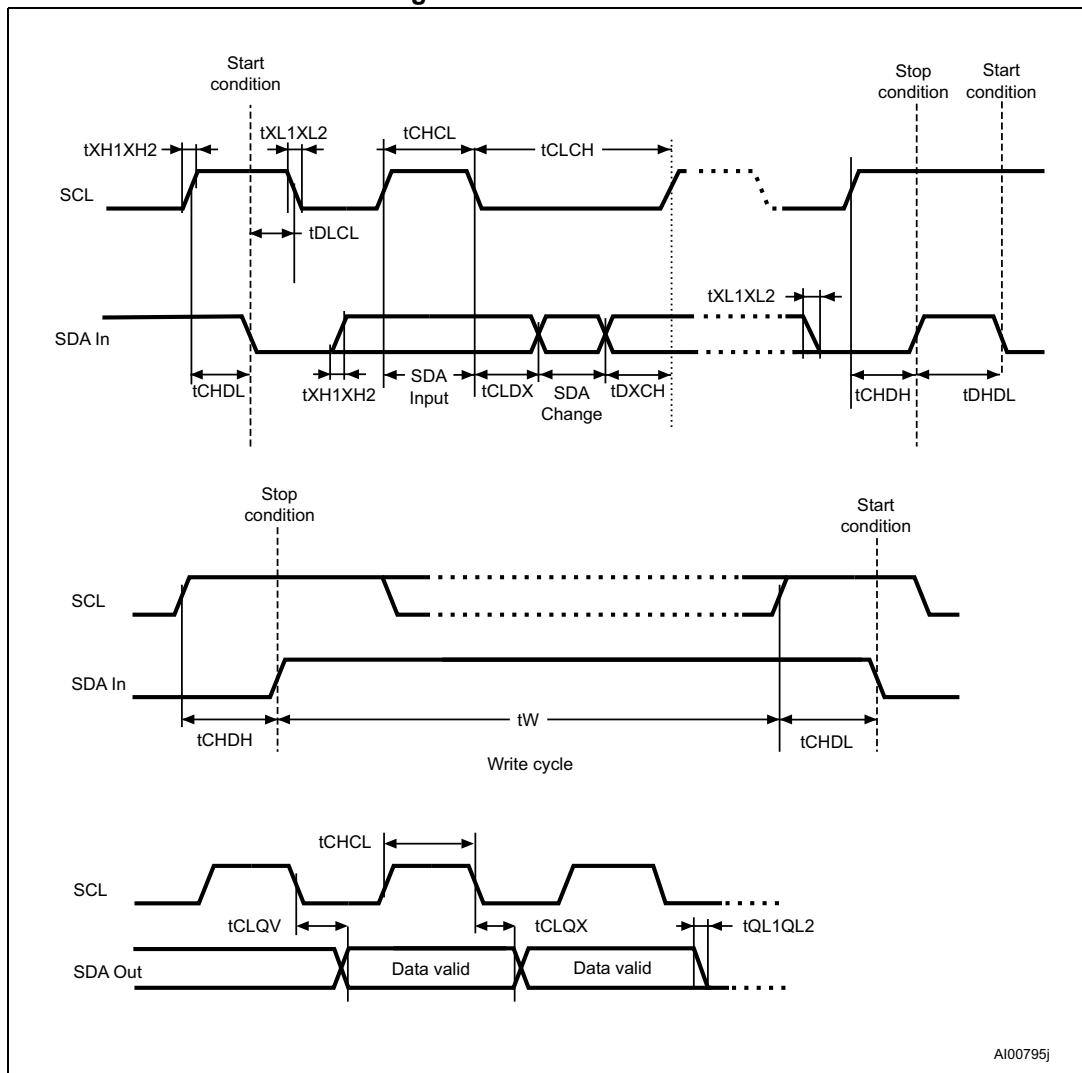 Start
condition
Stop
condition
Start
condition
tXH1XH2
tXL1XL2
tCHCL
tCLCH
SCL
tDLCL
tXL1XL2
SDA In
tCHDL
tXH1XH2
SDA
Input
tCLDX
SDA
Change
tDXCH
tCHDH
tDHDL
Stop
condition
Start
condition
SCL
SDA In
tCHDH
tW
tCHDL
Write cycle
tCHCL
SCL
tCLQV
tCLQX
tQL1QL2
SDA Out
Data valid
Data valid
AI00795j